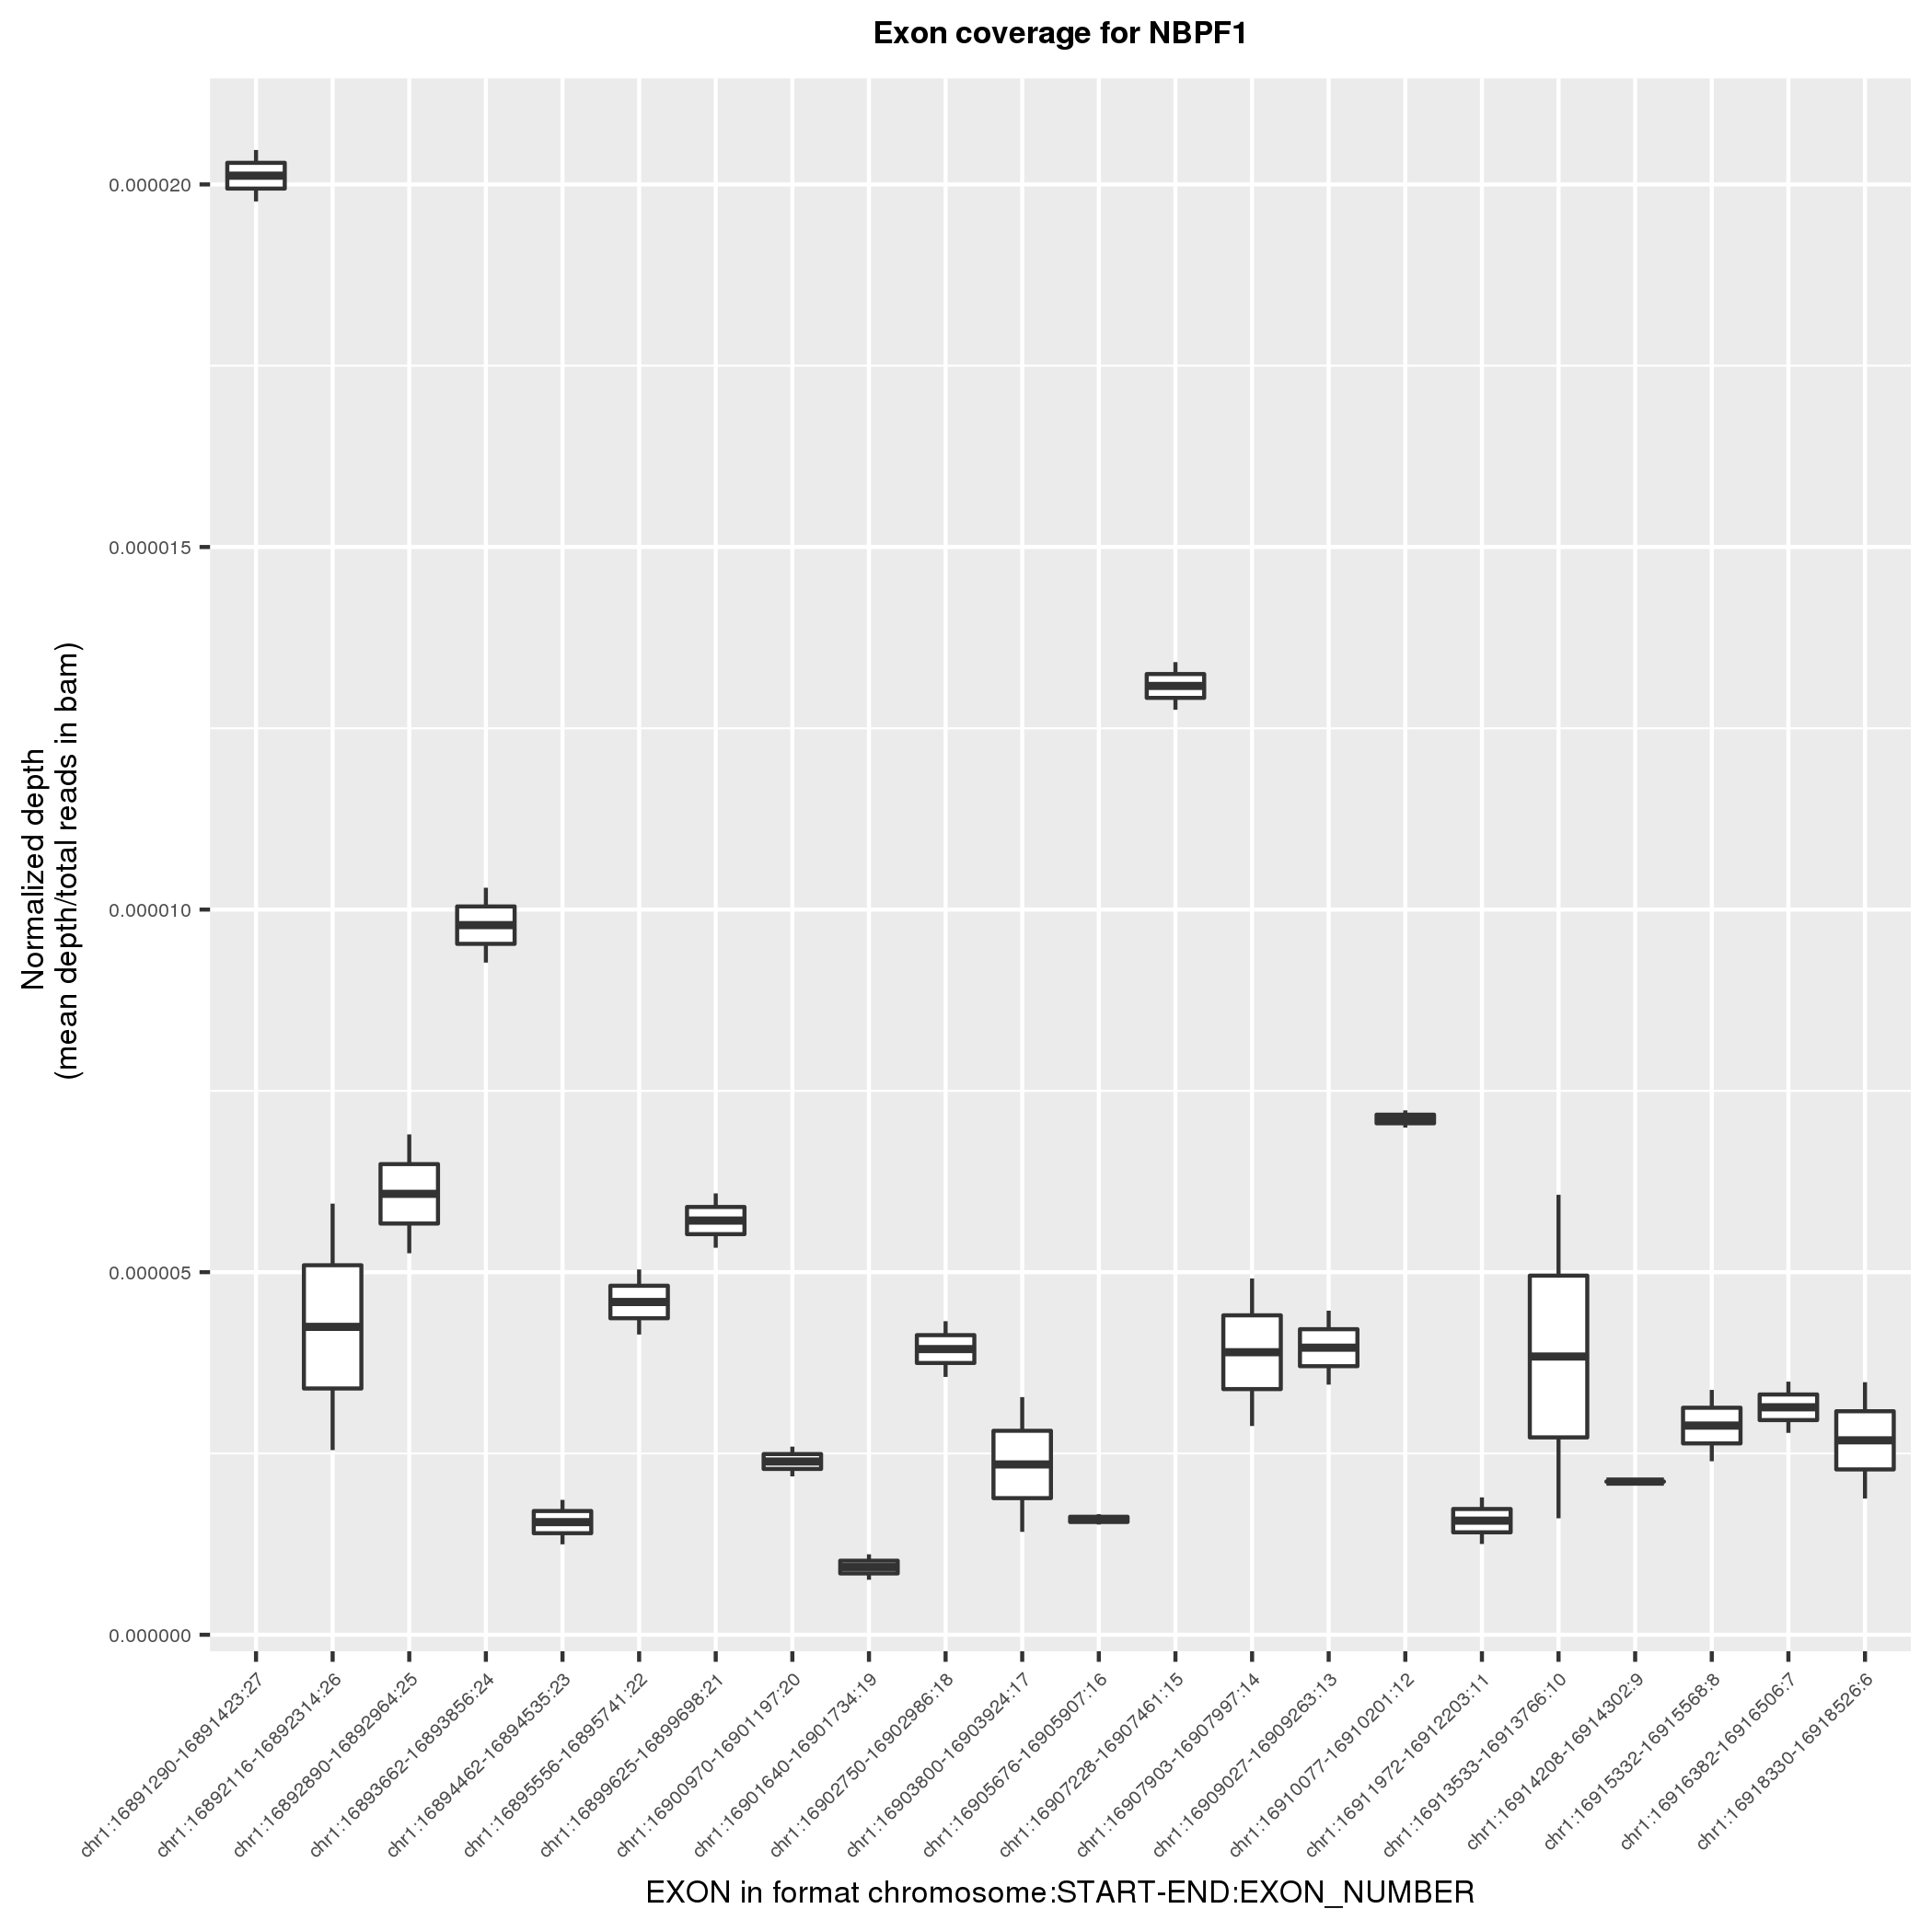 Exon coverage for NBPF1
Normalized depth
(mean depth/total reads in bam)
0.000020
0.000015
0.000010
0.000005
0.000000
chr1:16891290-16891423:27
chr1:16892116-16892314:26
chr1:16892890-16892964:25
chr1:16893662-16893856:24
chr1:16894462-16894535:23
chr1:16895556-16895741:22
chr1:16899625-16899698:21
chr1:16900970-16901197:20
chr1:16901640-16901734:19
chr1:16902750-16902986:18
chr1:16903800-16903924:17
chr1:16905676-16905907:16
chr1:16907228-16907461:15
chr1:16907903-16907997:14
chr1:16909027-16909263:13
chr1:16910077-16910201:12
chr1:16911972-16912203:11
chr1:16913533-16913766:10
chr1:16914208-16914302:9
chr1:16915332-16915568:8
chr1:16916382-16916506:7
chr1:16918330-16918526:6
EXON in format chromosome:START-END:EXON_NUMBER